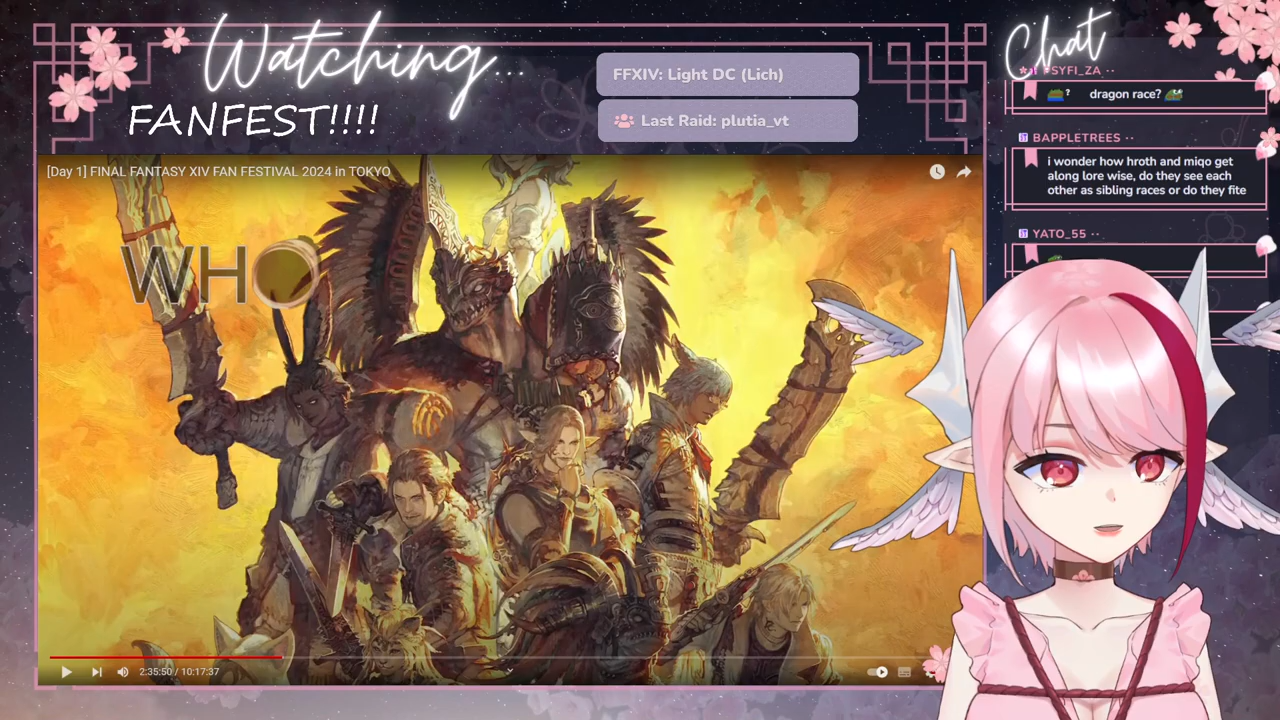 Watching...
FANFEST!!!!
FFXIV: Light DC (Lich)
Last Raid: plutia_vt
Chat
PSYFI_ZA
? dragon race?
BAPPLETREES
i wonder how hroth and miqo get
along lore wise, do they see each
other as sibling races or do they fite
YATO_55
[Day 1] FINAL FANTASY XIV FAN FESTIVAL 2024 in TOKYO
WHO
2:35:50 / 10:17:37